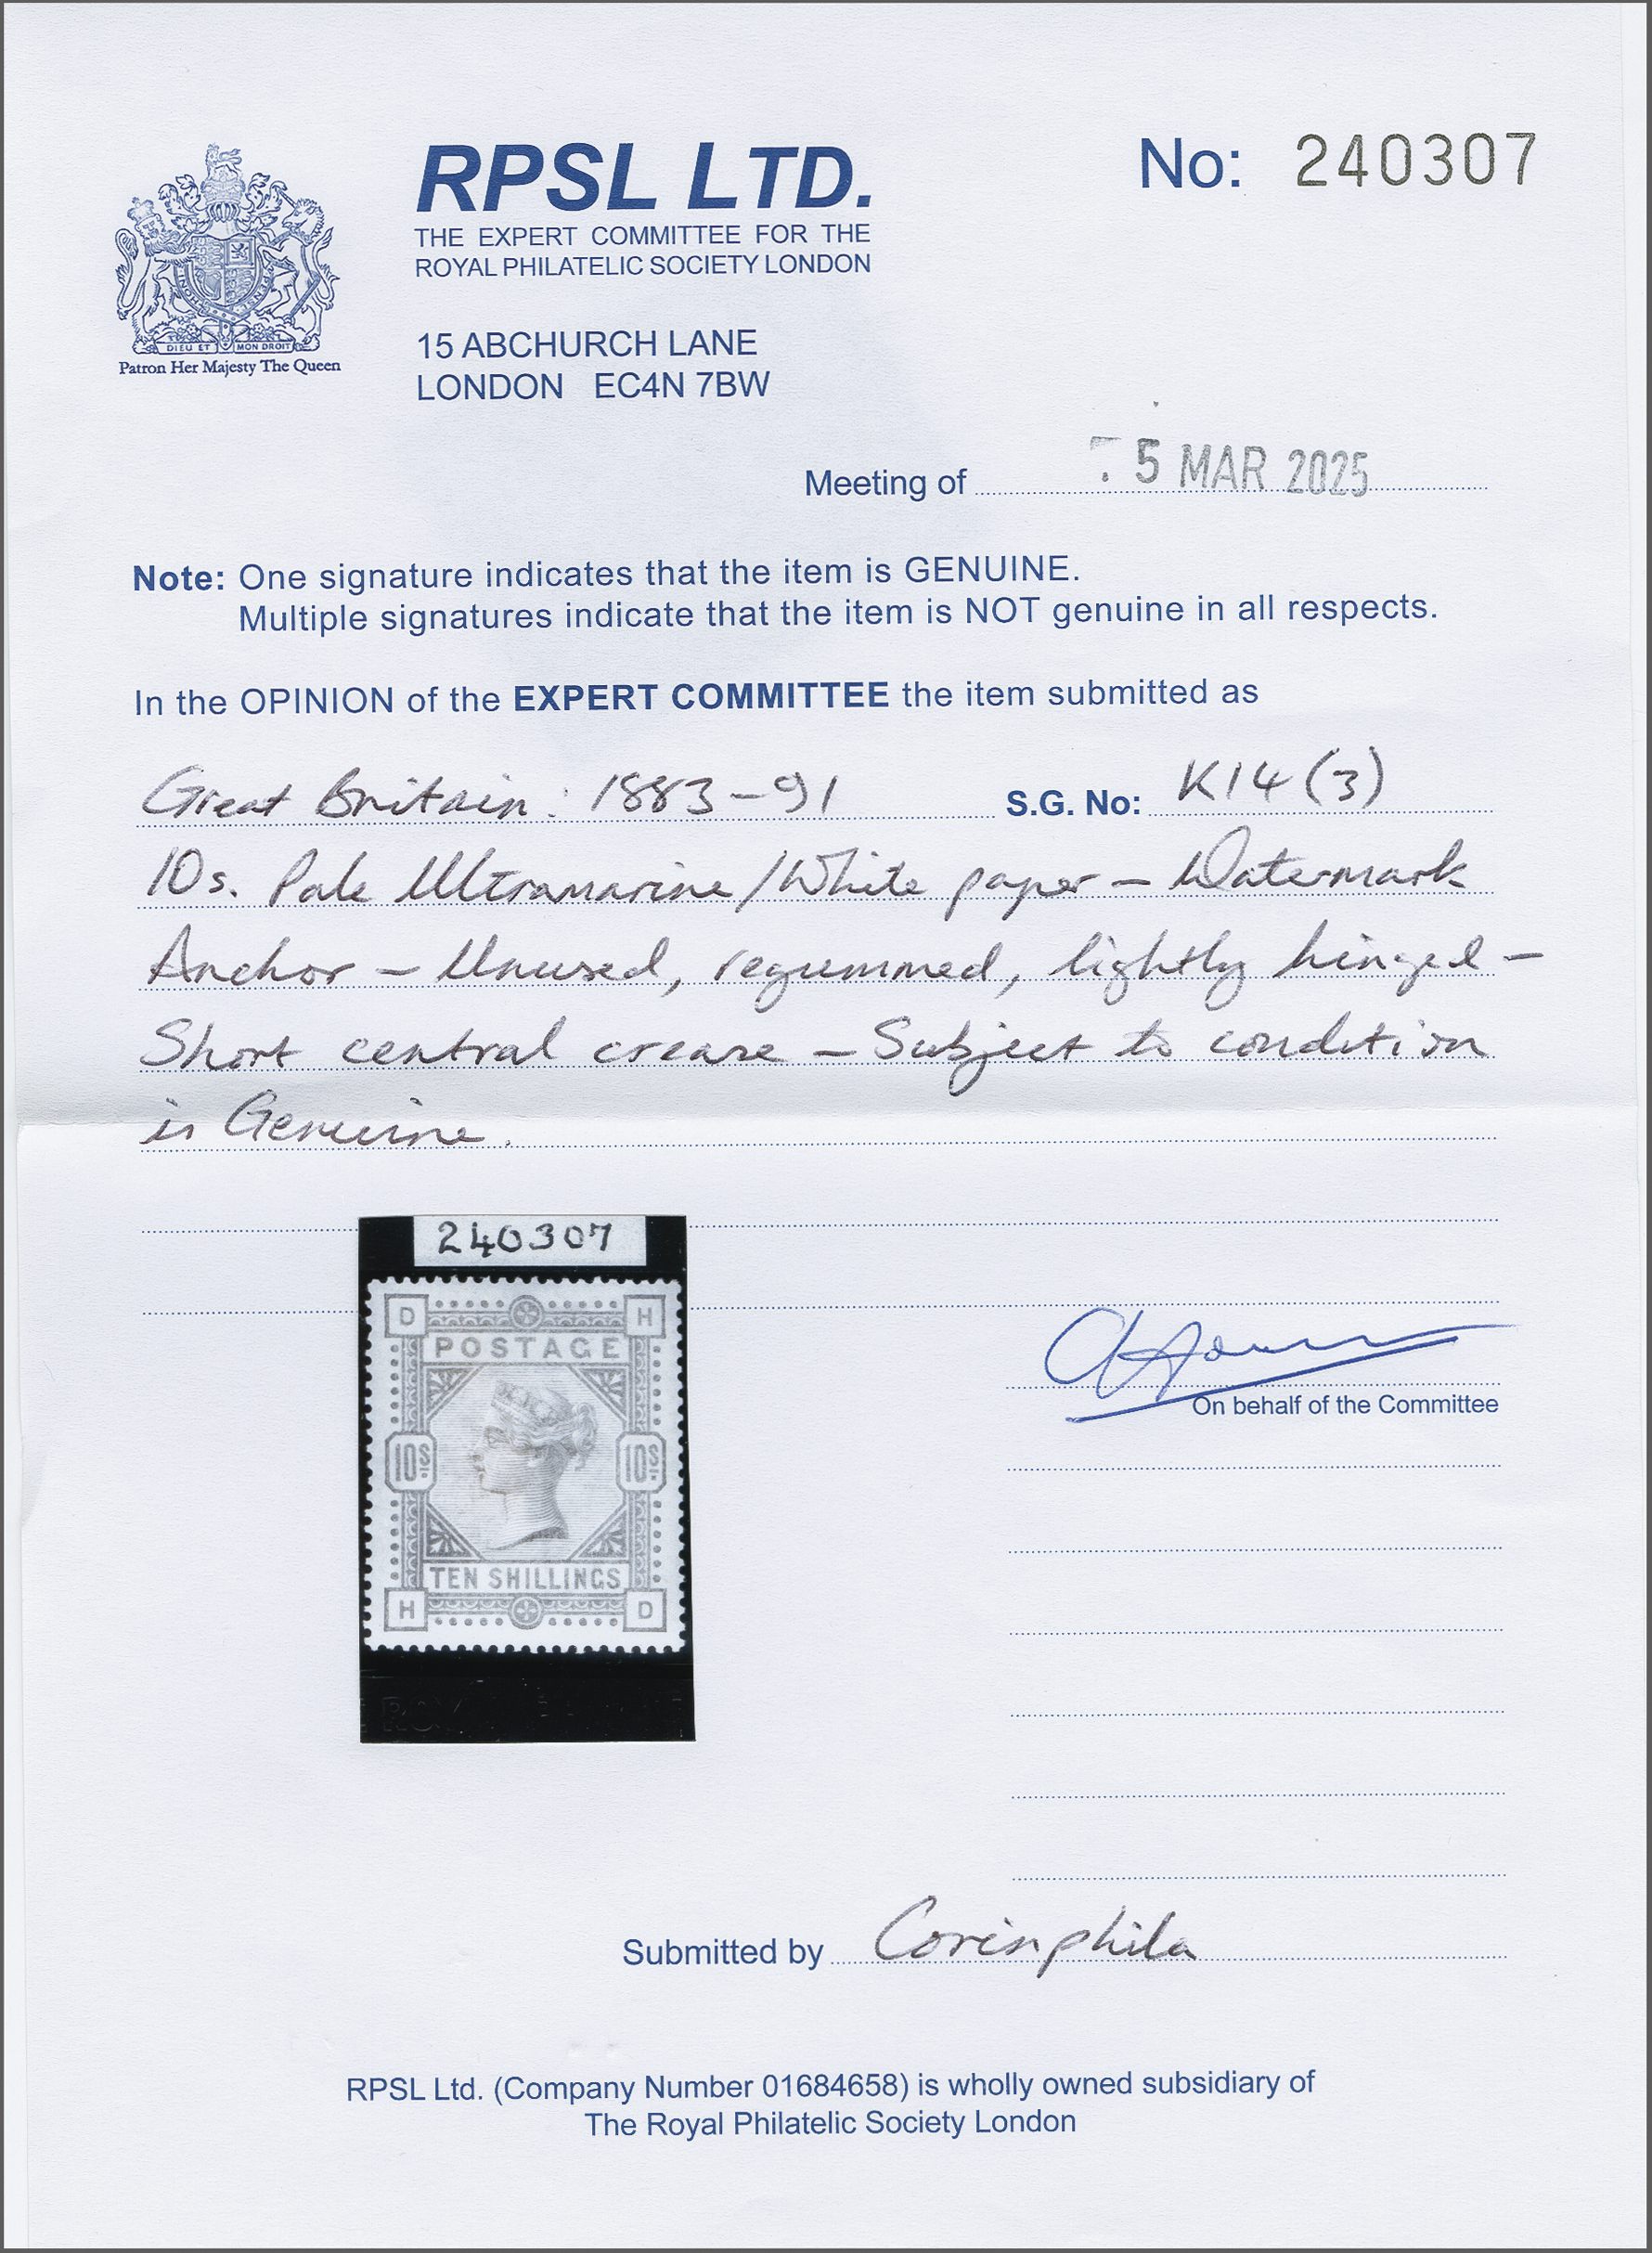 RPSL LTD.
No: 240307
THE EXPERT COMMITTEE FOR THE
ROYAL PHILATELIC SOCIETY LONDON
DIEU ET MON DROIT
Patron Her Majesty The Queen
15 ABCHURCH LANE
LONDON EC4N 7BW
Meeting of 5 MAR 2025
Note: One signature indicates that the item is GENUINE.
Multiple signatures indicate that the item is NOT genuine in all respects.
In the OPINION of the EXPERT COMMITTEE the item submitted as
Great Britain: 1883-91 S.G. No: K14 (3)
10s. Pale Ultramarine/White paper – Watermark
Anchor – Unused, regummed, lightly hinged –
Short central crease – Subject to condition
is Genuine.
240307
D H
POSTAGE
10S 10S
TEN SHILLINGS
H D
On behalf of the Committee
Submitted by Corinphila
RPSL Ltd. (Company Number 01684658) is wholly owned subsidiary of
The Royal Philatelic Society London